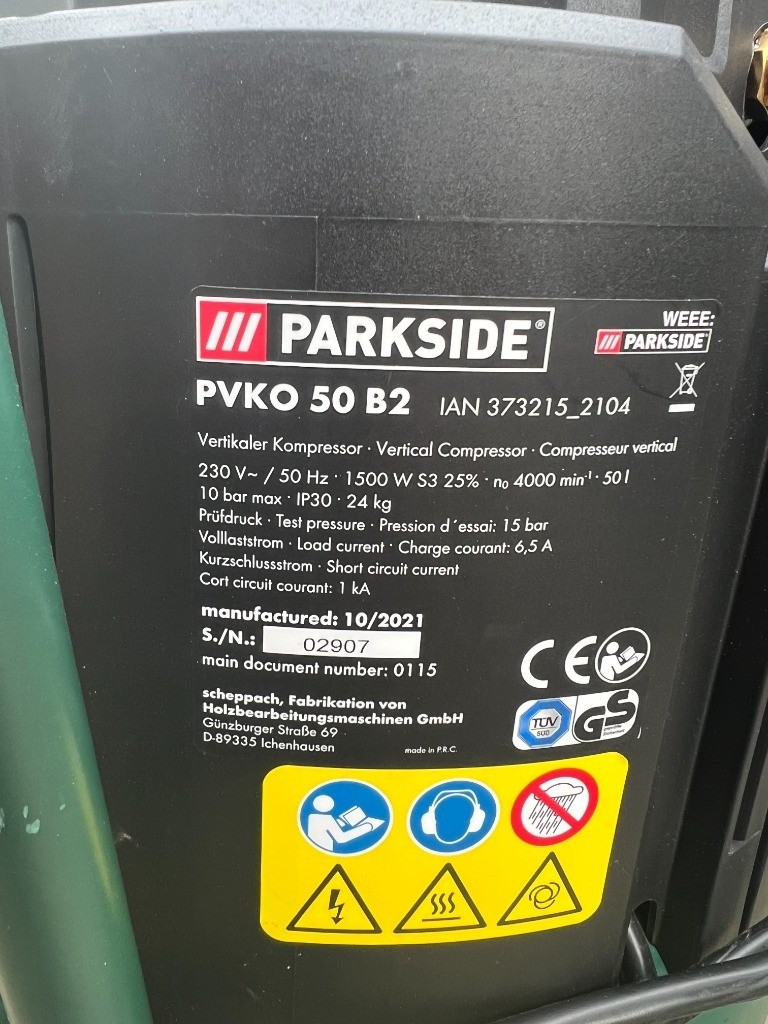 PARKSIDE®
WEEE:
PARKSIDE
PVKO 50 B2 IAN 373215_2104
Vertikaler Kompressor · Vertical Compressor · Compresseur vertical
230 V~ / 50 Hz · 1500 W S3 25% · n₀ 4000 min⁻¹ · 50 l
10 bar max · IP30 · 24 kg
Prüfdruck · Test pressure · Pression d´essai: 15 bar
Volllaststrom · Load current · Charge courant: 6,5 A
Kurzschlussstrom · Short circuit current
Cort circuit courant: 1 kA
manufactured: 10/2021
S./N.: 02907
main document number: 0115
CE
scheppach, Fabrikation von
Holzbearbeitungsmaschinen GmbH
Günzburger Straße 69
D-89335 Ichenhausen
made in P.R.C.
TÜV
SÜD
GS